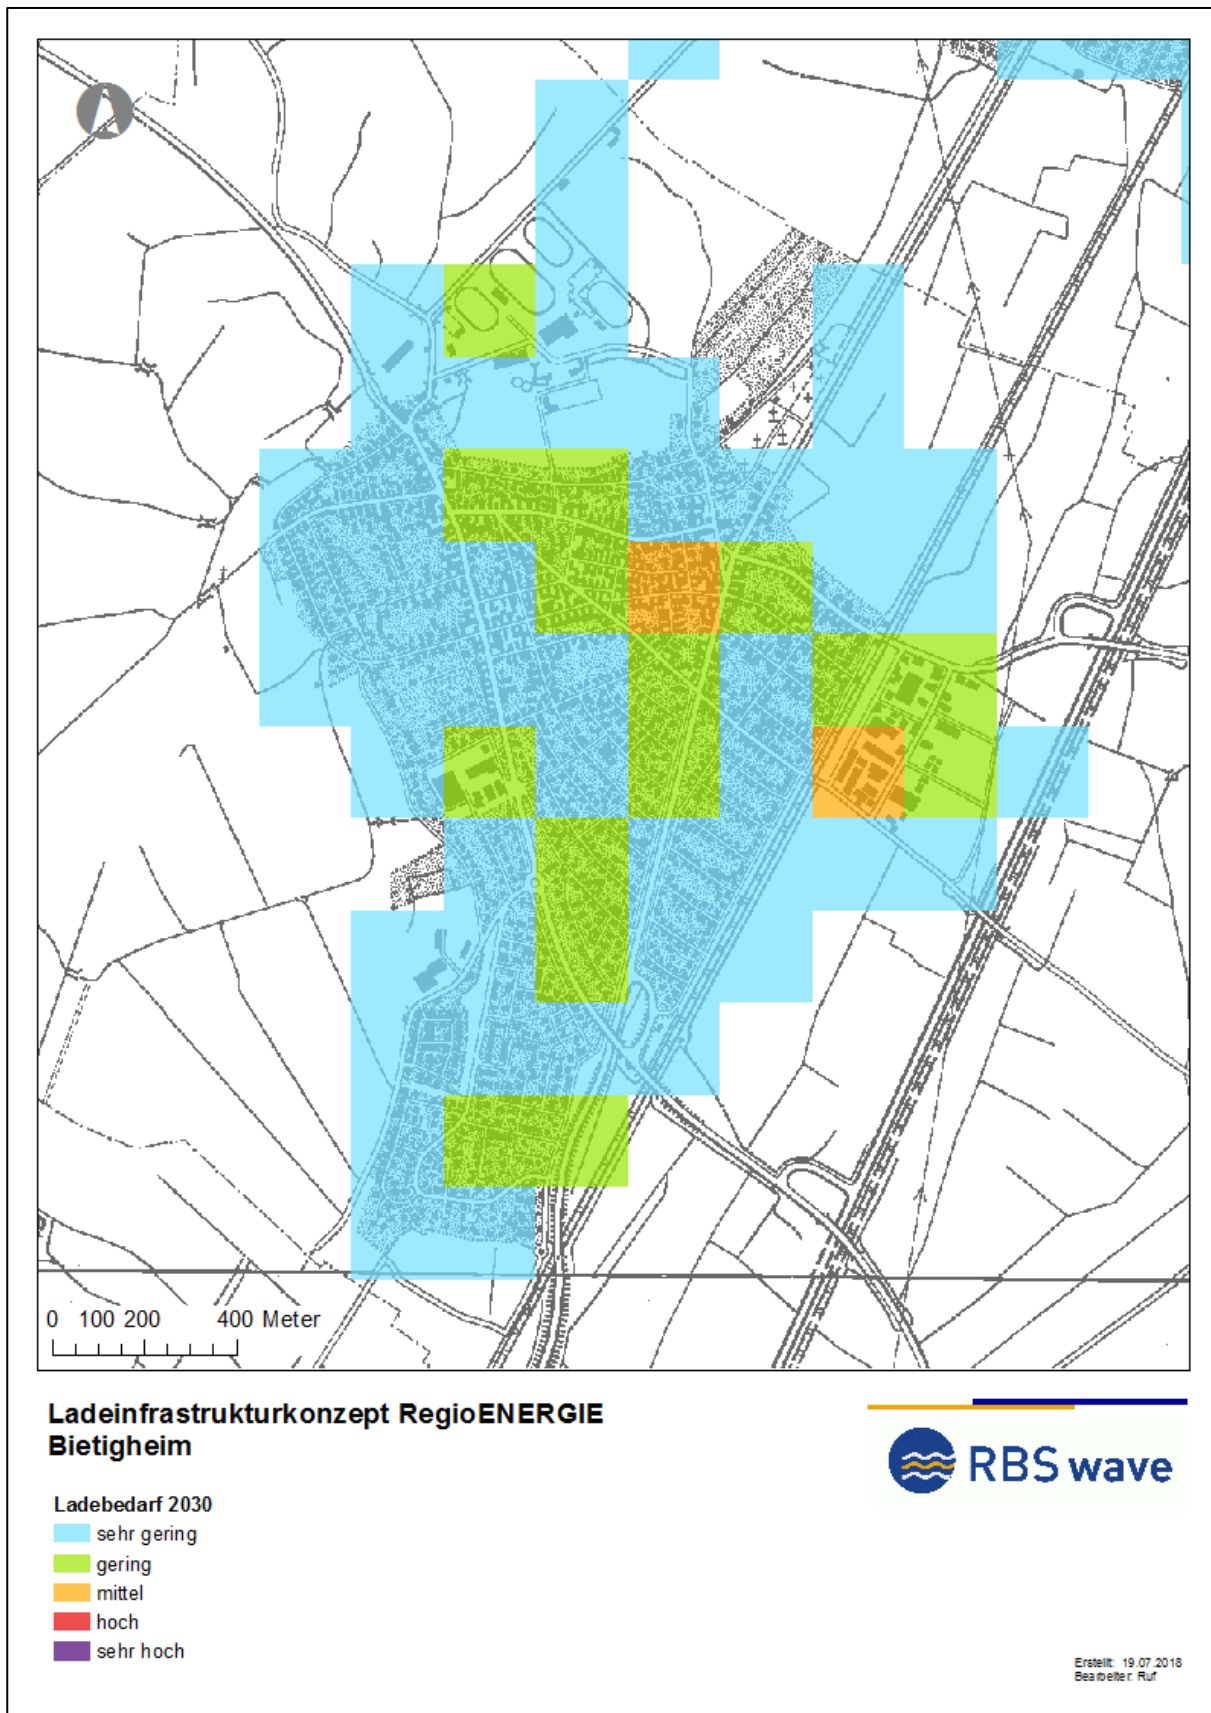 0 100 200 400 Meter
Ladeinfrastrukturkonzept RegioENERGIE
Bietigheim
RBS wave
Ladebedarf 2030
sehr gering
gering
mittel
hoch
sehr hoch
Erstellt: 19.07.2018
Bearbeiter: Ruf